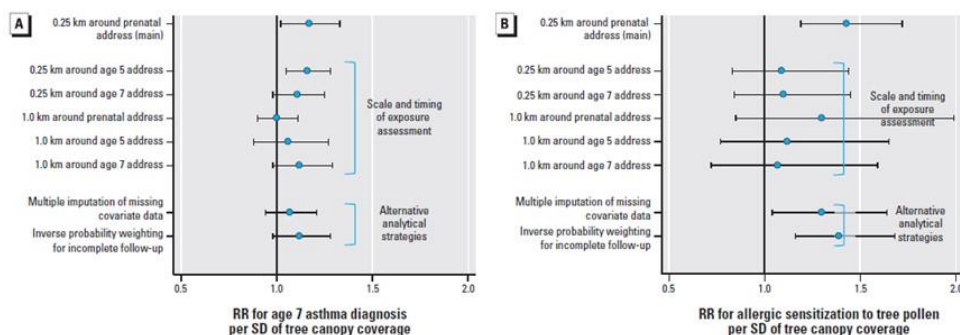 A
0.25 km around prenatal
address (main)
0.25 km around age 5 address
0.25 km around age 7 address
1.0 km around prenatal address
1.0 km around age 5 address
1.0 km around age 7 address
Multiple imputation of missing
covariate data
Inverse probability weighting
for incomplete follow-up
Scale and timing
of exposure
assessment
Alternative
analytical
strategies
0.5 1.0 1.5 2.0
RR for age 7 asthma diagnosis
per SD of tree canopy coverage
B
0.25 km around prenatal
address (main)
0.25 km around age 5 address
0.25 km around age 7 address
1.0 km around prenatal address
1.0 km around age 5 address
1.0 km around age 7 address
Multiple imputation of missing
covariate data
Inverse probability weighting
for incomplete follow-up
Scale and timing
of exposure
assessment
Alternative
analytical
strategies
0.5 1.0 1.5 2.0
RR for allergic sensitization to tree pollen
per SD of tree canopy coverage